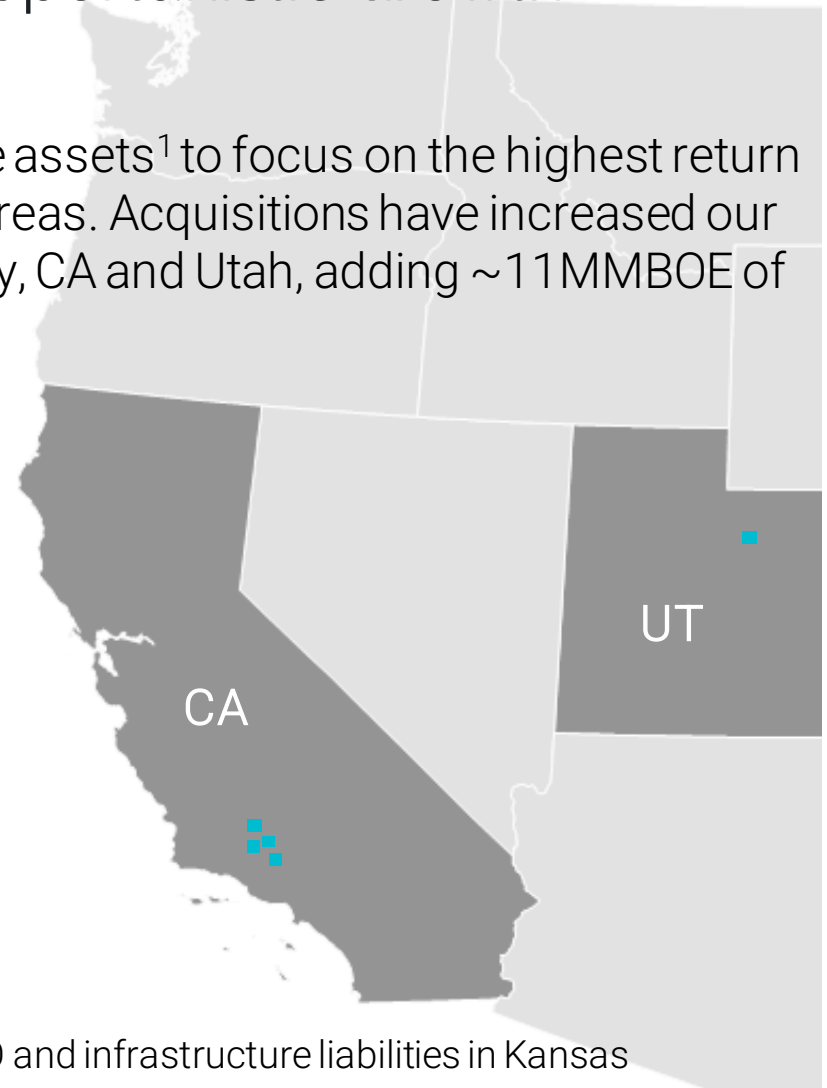 assets¹ to focus on the highest return
reas. Acquisitions have increased our
y, CA and Utah, adding ~11MMBOE of
UT
CA
and infrastructure liabilities in Kansas